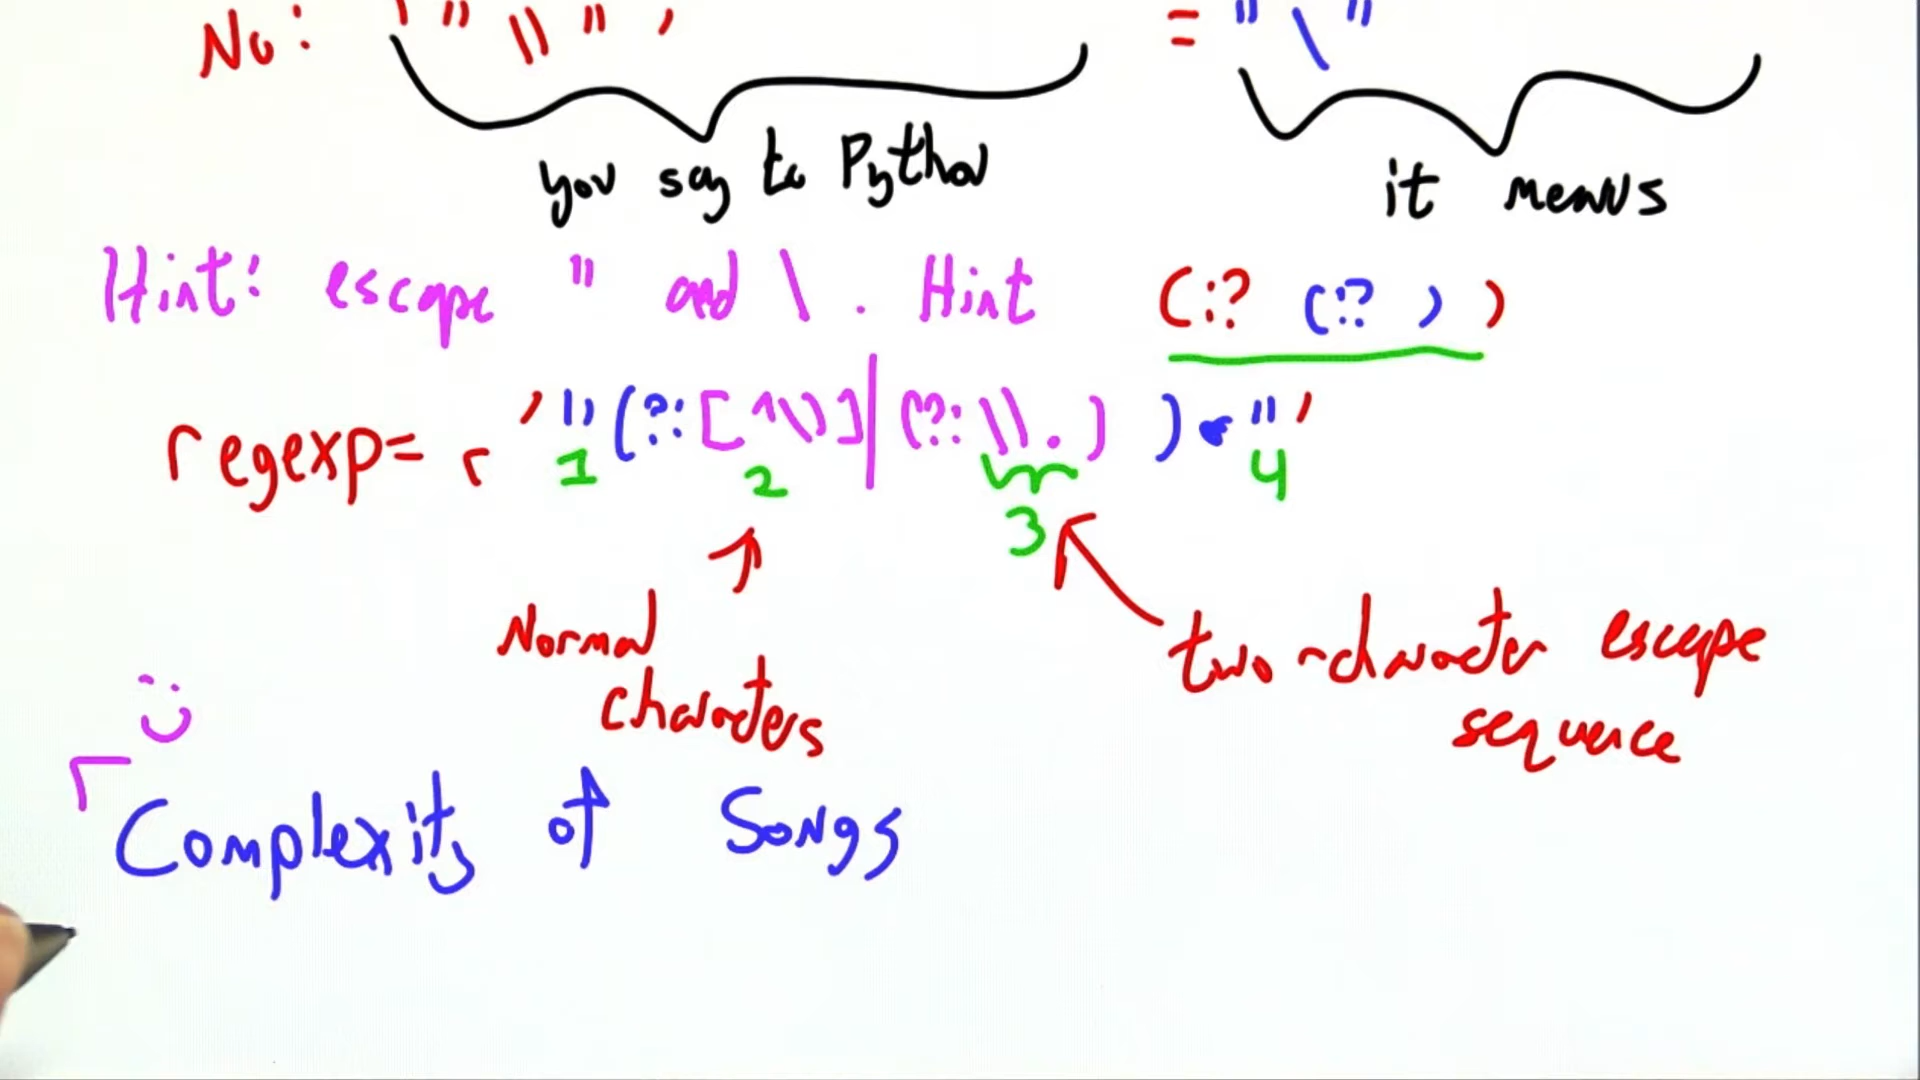 No: ' " \\ " ' = " \ "
you say to Python it means
Hint: escape " and \ . Hint (:? (:? ) )
regexp= r '"(?:[^\\]|(?:\\.) )*"'
1 2 3 4
Normal
characters
two-character escape
sequence
Complexity of Songs